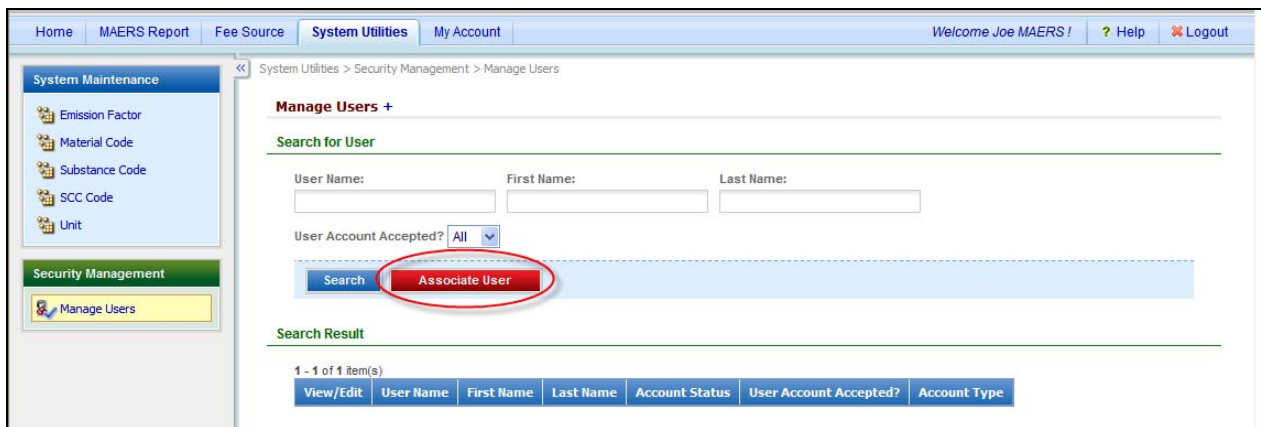 Home MAERS Report Fee Source System Utilities My Account Welcome Joe MAERS ! ? Help Logout
« System Utilities > Security Management > Manage Users
System Maintenance
Emission Factor
Material Code
Substance Code
SCC Code
Unit
Security Management
Manage Users
Manage Users +
Search for User
User Name: First Name: Last Name:
User Account Accepted? All
Search Associate User
Search Result
1 - 1 of 1 item(s)
View/Edit User Name First Name Last Name Account Status User Account Accepted? Account Type